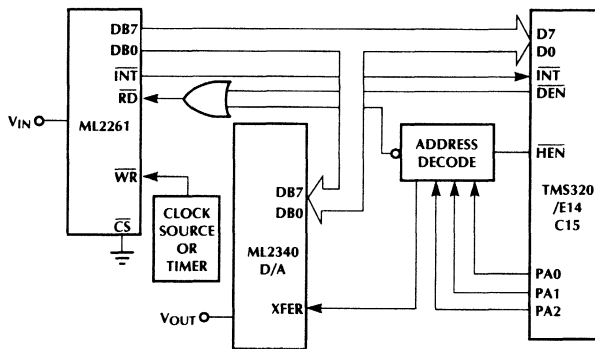 DB7
DB0
INT
RD
VIN
ML2261
WR
CS
CLOCK
SOURCE
OR
TIMER
DB7
DB0
ML2340
D/A
XFER
VOUT
ADDRESS
DECODE
D7
D0
INT
DEN
HEN
TMS320
/E14
C15
PA0
PA1
PA2